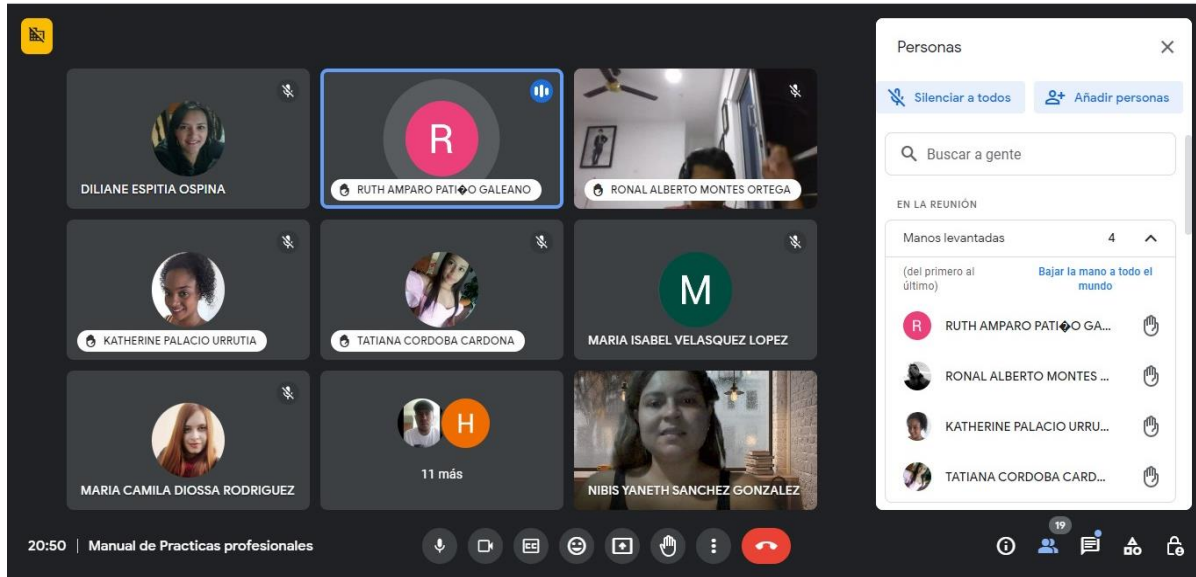 DILIANE ESPITIA OSPINA
R
RUTH AMPARO PATI�O GALEANO
RONAL ALBERTO MONTES ORTEGA
KATHERINE PALACIO URRUTIA
TATIANA CORDOBA CARDONA
M
MARIA ISABEL VELASQUEZ LOPEZ
MARIA CAMILA DIOSSA RODRIGUEZ
H
11 más
NIBIS YANETH SANCHEZ GONZALEZ
Personas
Silenciar a todos
Añadir personas
Buscar a gente
EN LA REUNIÓN
Manos levantadas 4
(del primero al
último)
Bajar la mano a todo el
mundo
R
RUTH AMPARO PATI�O GA...
RONAL ALBERTO MONTES ...
KATHERINE PALACIO URRU...
TATIANA CORDOBA CARD...
20:50 | Manual de Practicas profesionales
CC
19